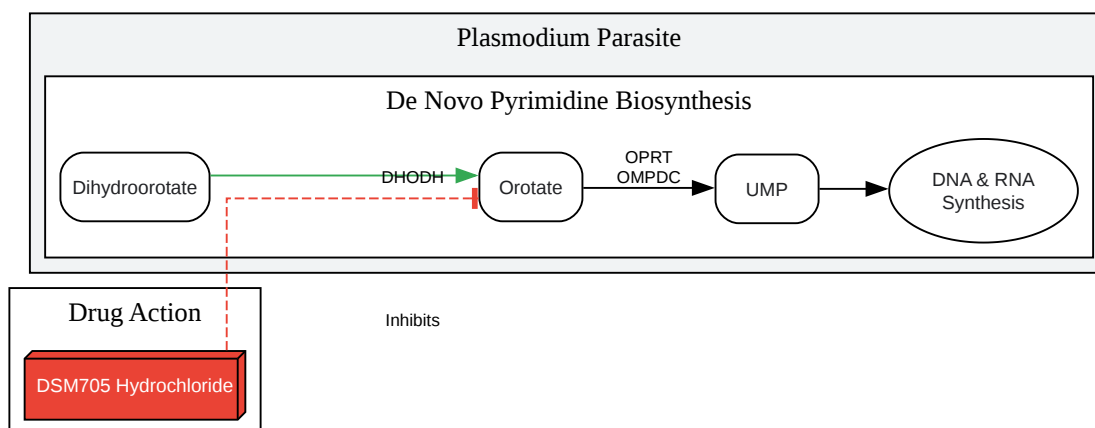 Plasmodium Parasite
De Novo Pyrimidine Biosynthesis
Dihydroorotate
DHODH
Orotate
OPRT
OMPDC
UMP
DNA & RNA
Synthesis
Drug Action
Inhibits
DSM705 Hydrochloride